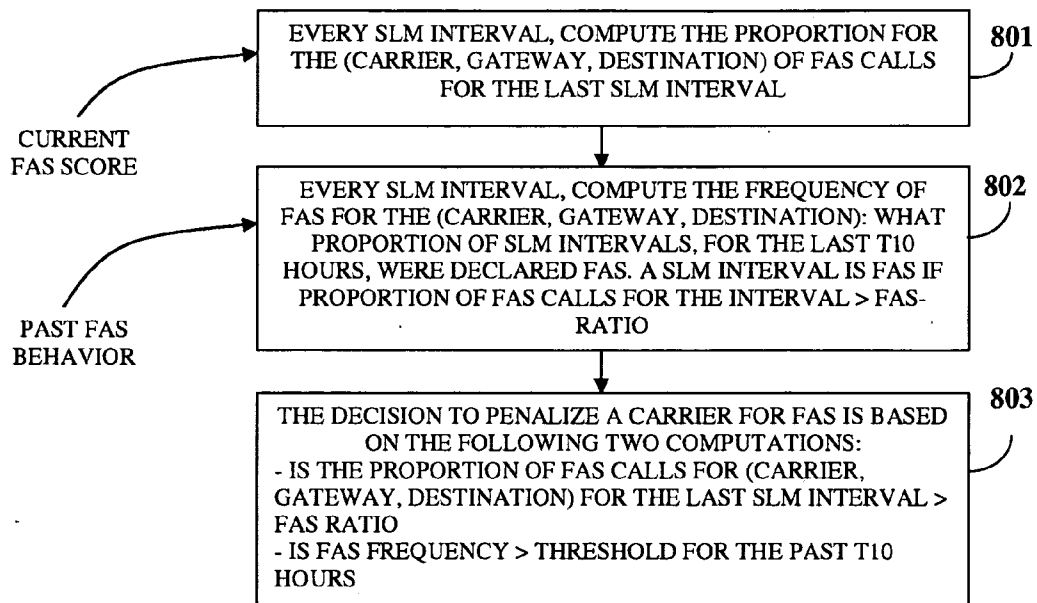 EVERY SLM INTERVAL, COMPUTE THE PROPORTION FOR
THE (CARRIER, GATEWAY, DESTINATION) OF FAS CALLS
FOR THE LAST SLM INTERVAL
801
CURRENT
FAS SCORE
EVERY SLM INTERVAL, COMPUTE THE FREQUENCY OF
FAS FOR THE (CARRIER, GATEWAY, DESTINATION): WHAT
PROPORTION OF SLM INTERVALS, FOR THE LAST T10
HOURS, WERE DECLARED FAS. A SLM INTERVAL IS FAS IF
PROPORTION OF FAS CALLS FOR THE INTERVAL > FAS-
RATIO
802
PAST FAS
BEHAVIOR
THE DECISION TO PENALIZE A CARRIER FOR FAS IS BASED
ON THE FOLLOWING TWO COMPUTATIONS:
- IS THE PROPORTION OF FAS CALLS FOR (CARRIER,
GATEWAY, DESTINATION) FOR THE LAST SLM INTERVAL >
FAS RATIO
- IS FAS FREQUENCY > THRESHOLD FOR THE PAST T10
HOURS
803